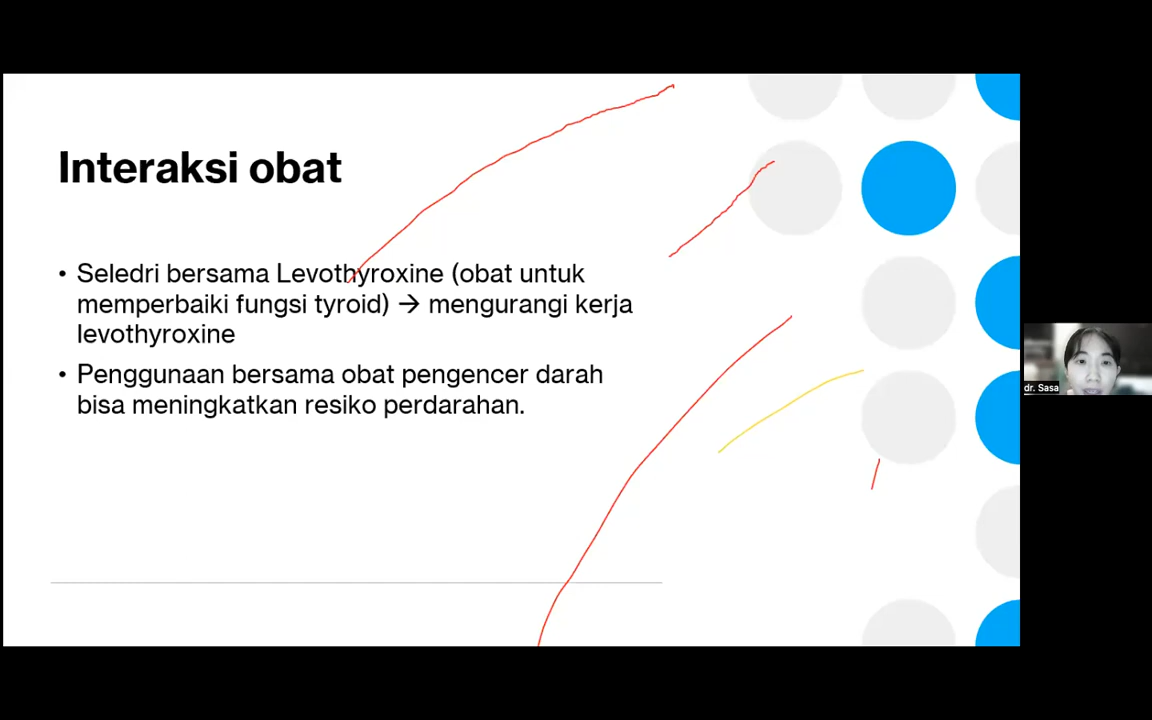 Interaksi obat
• Seledri bersama Levothyroxine (obat untuk
memperbaiki fungsi tyroid) → mengurangi kerja
levothyroxine
• Penggunaan bersama obat pengencer darah
bisa meningkatkan resiko perdarahan.
dr. Sasa